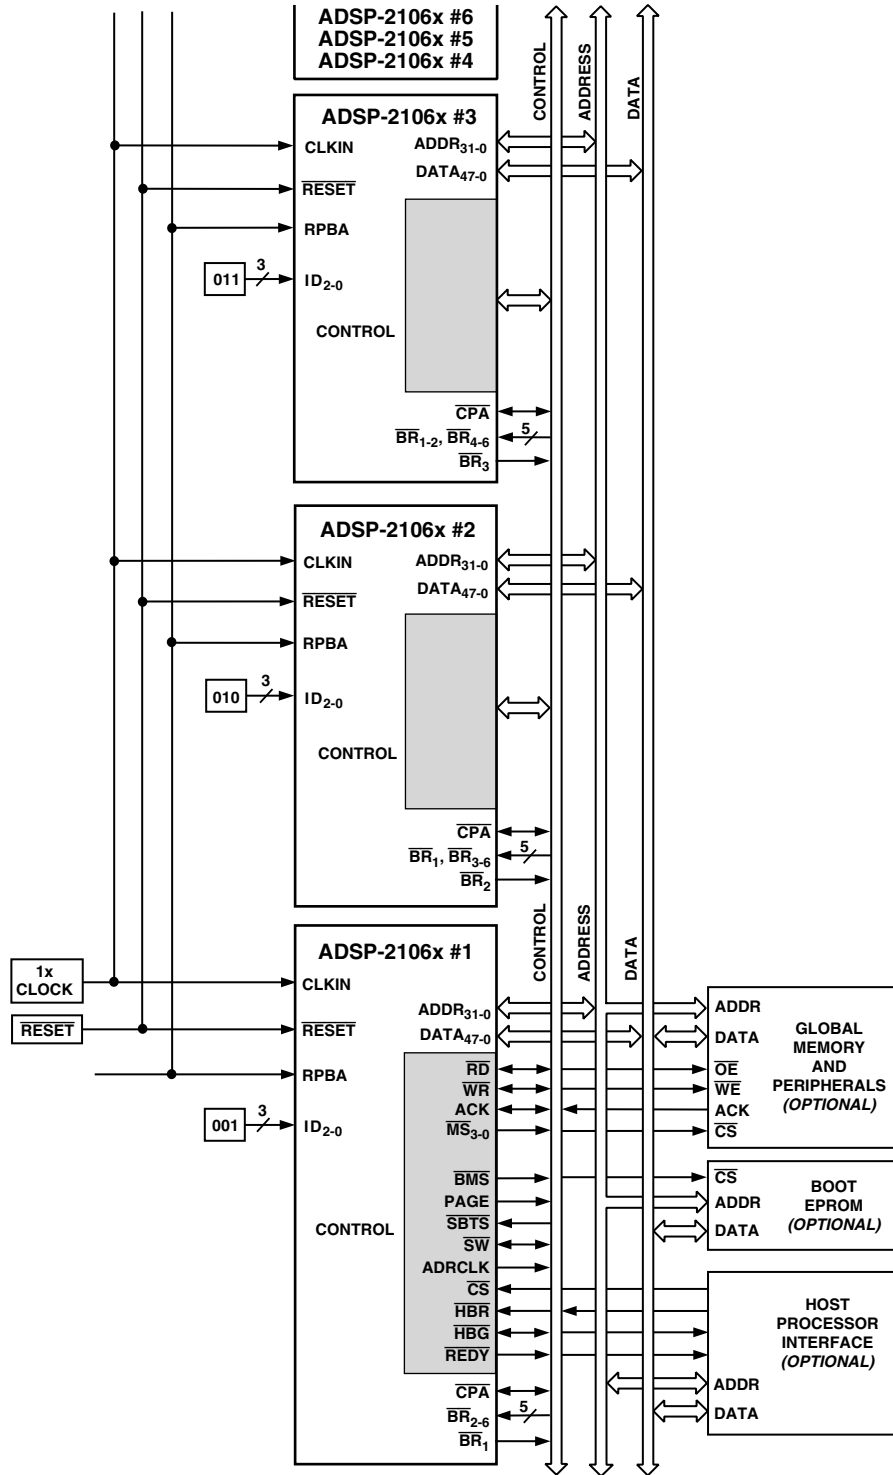 ADSP-2106x #6
ADSP-2106x #5
ADSP-2106x #4
CONTROL
ADDRESS
DATA
ADSP-2106x #3
CLKIN
ADDR31-0
DATA47-0
RESET
RPBA
011
3
ID2-0
CONTROL
CPA
BR1-2, BR4-6
5
BR3
ADSP-2106x #2
CLKIN
ADDR31-0
DATA47-0
RESET
RPBA
010
3
ID2-0
CONTROL
CPA
BR1, BR3-6
5
BR2
CONTROL
ADDRESS
DATA
ADSP-2106x #1
1x
CLOCK
CLKIN
RESET
RESET
ADDR31-0
DATA47-0
RPBA
001
3
ID2-0
CONTROL
RD
WR
ACK
MS3-0
BMS
PAGE
SBTS
SW
ADRCLK
CS
HBR
HBG
REDY
CPA
BR2-6
5
BR1
ADDR
DATA
OE
WE
ACK
CS
GLOBAL
MEMORY
AND
PERIPHERALS
(OPTIONAL)
CS
ADDR
DATA
BOOT
EPROM
(OPTIONAL)
HOST
PROCESSOR
INTERFACE
(OPTIONAL)
ADDR
DATA